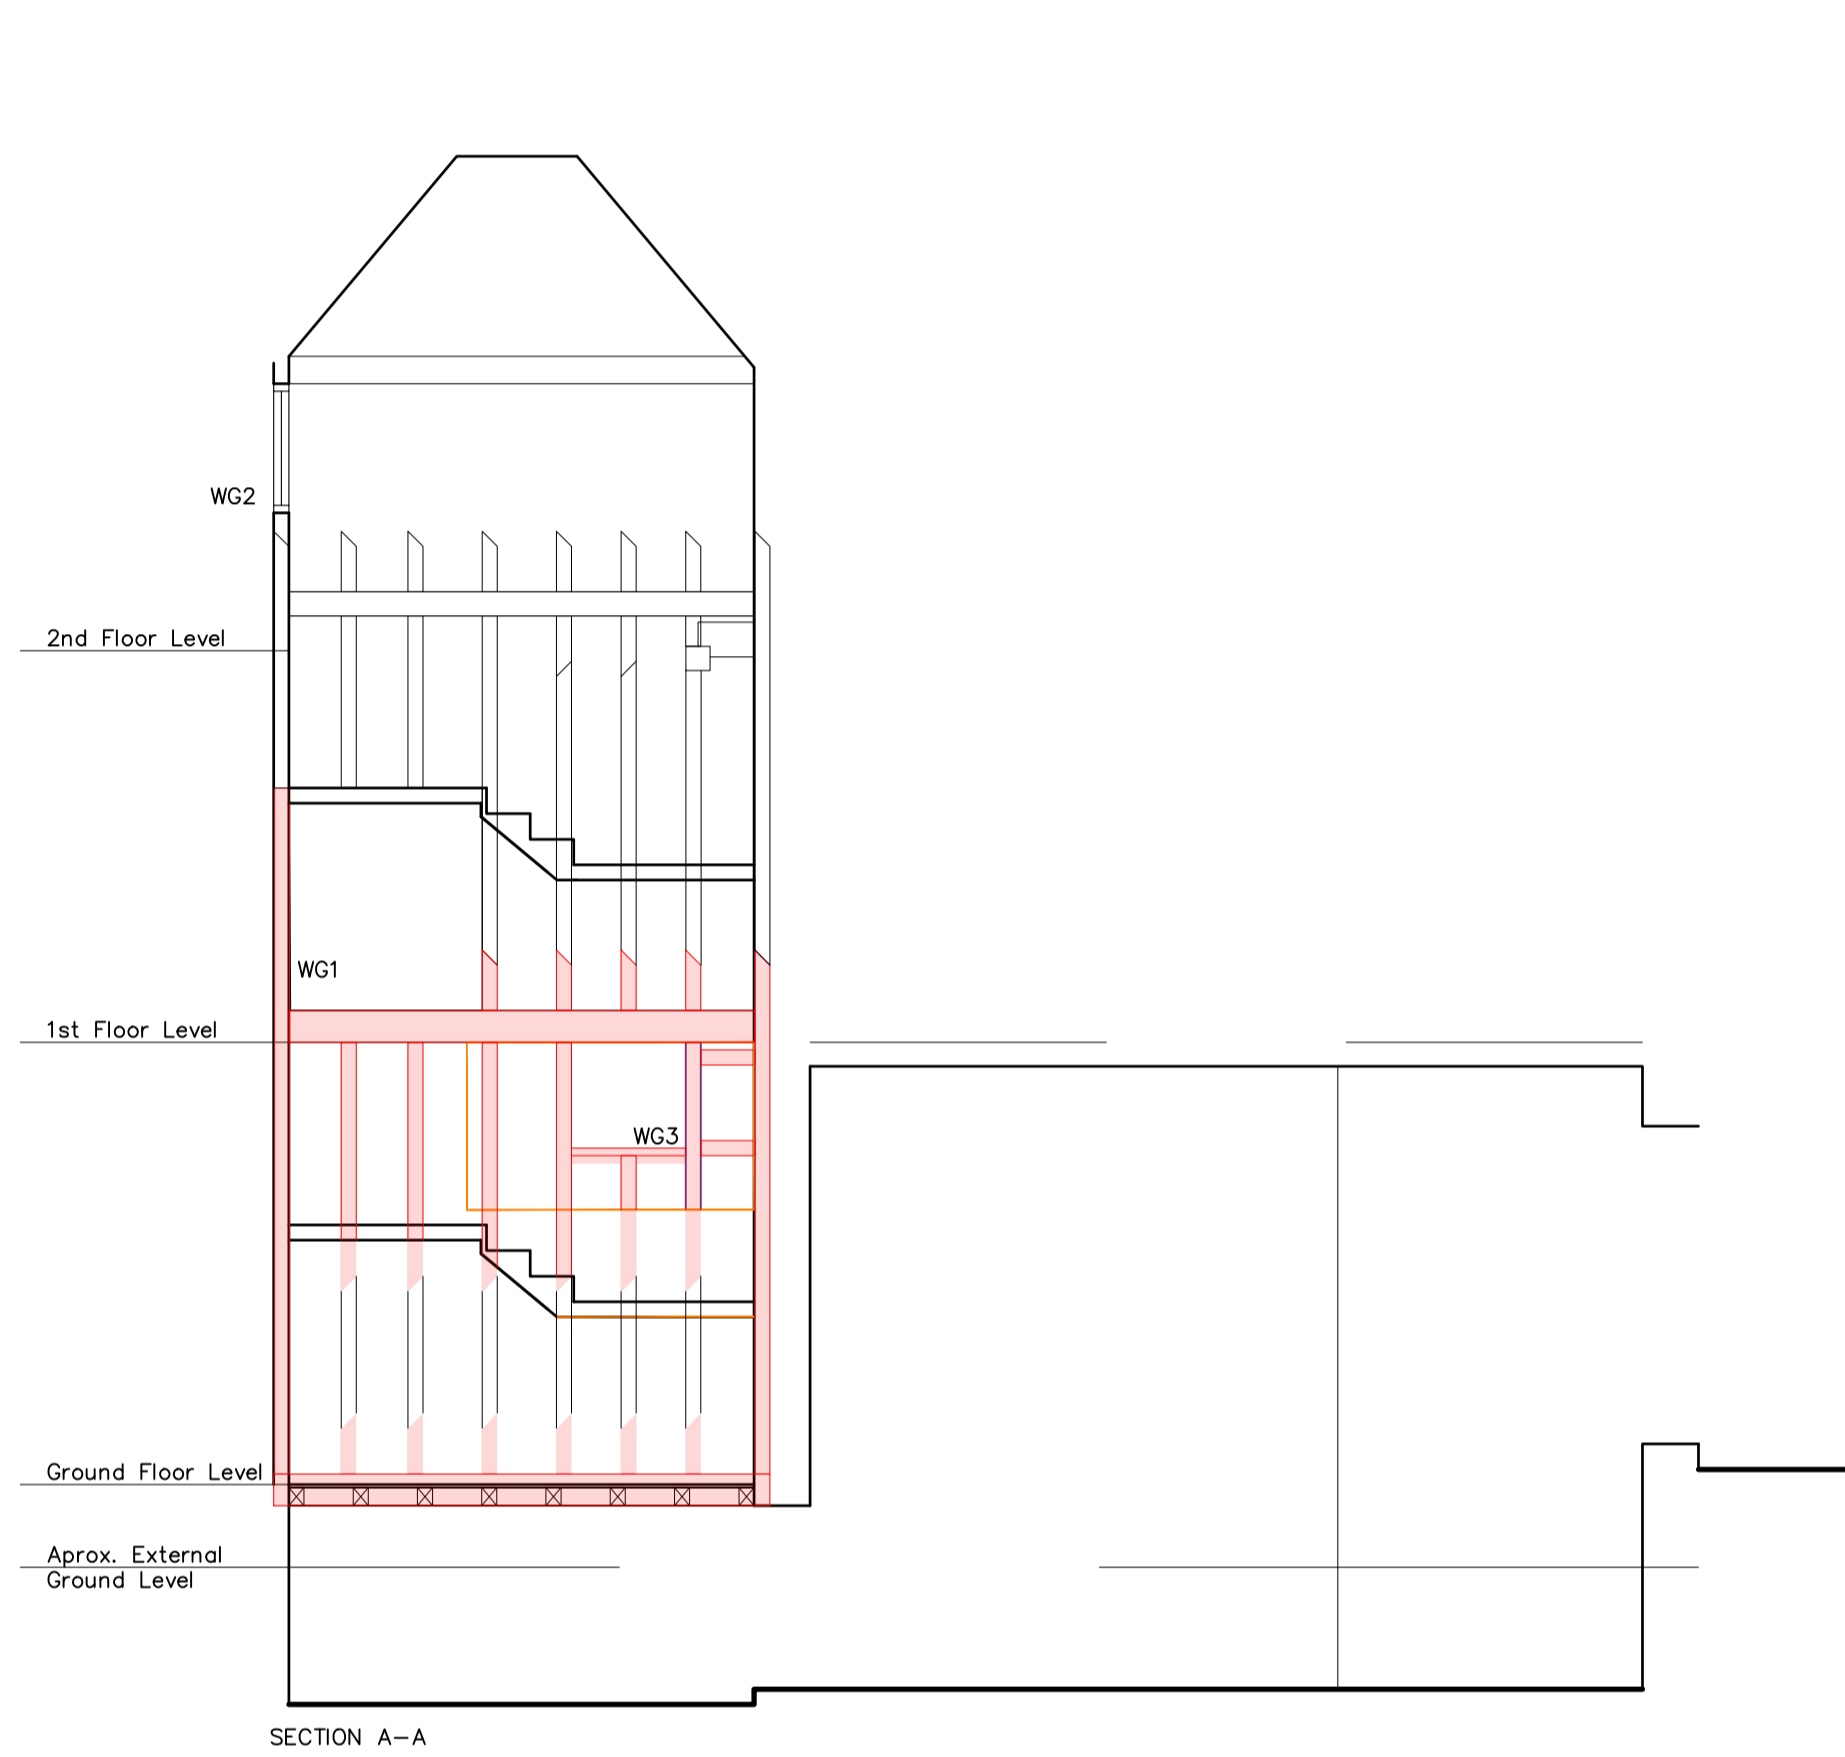 WG2
2nd Floor Level
WG1
1st Floor Level
WG3
Ground Floor Level
Aprox. External
Ground Level
SECTION A-A